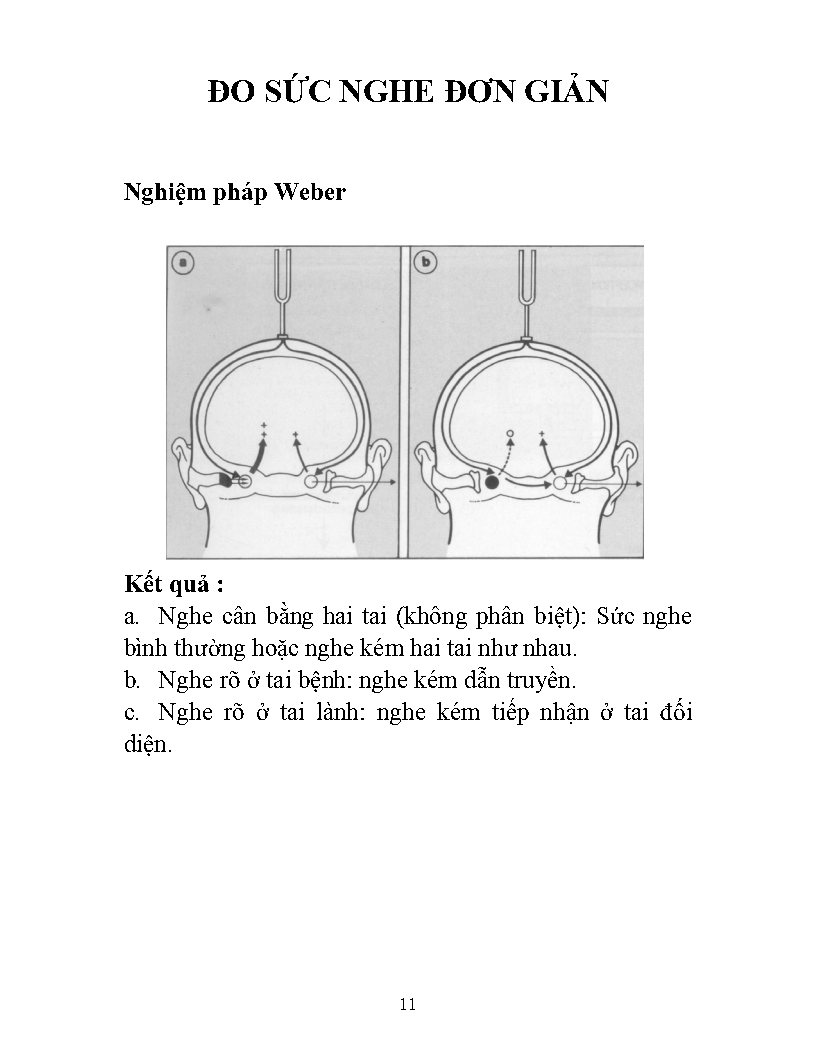 ĐO SỨC NGHE ĐƠN GIẢN
Nghiệm pháp Weber
a
b
+
+
+
o
+
Kết quả :
a. Nghe cân bằng hai tai (không phân biệt): Sức nghe
bình thường hoặc nghe kém hai tai như nhau.
b. Nghe rõ ở tai bệnh: nghe kém dẫn truyền.
c. Nghe rõ ở tai lành: nghe kém tiếp nhận ở tai đối
diện.
11